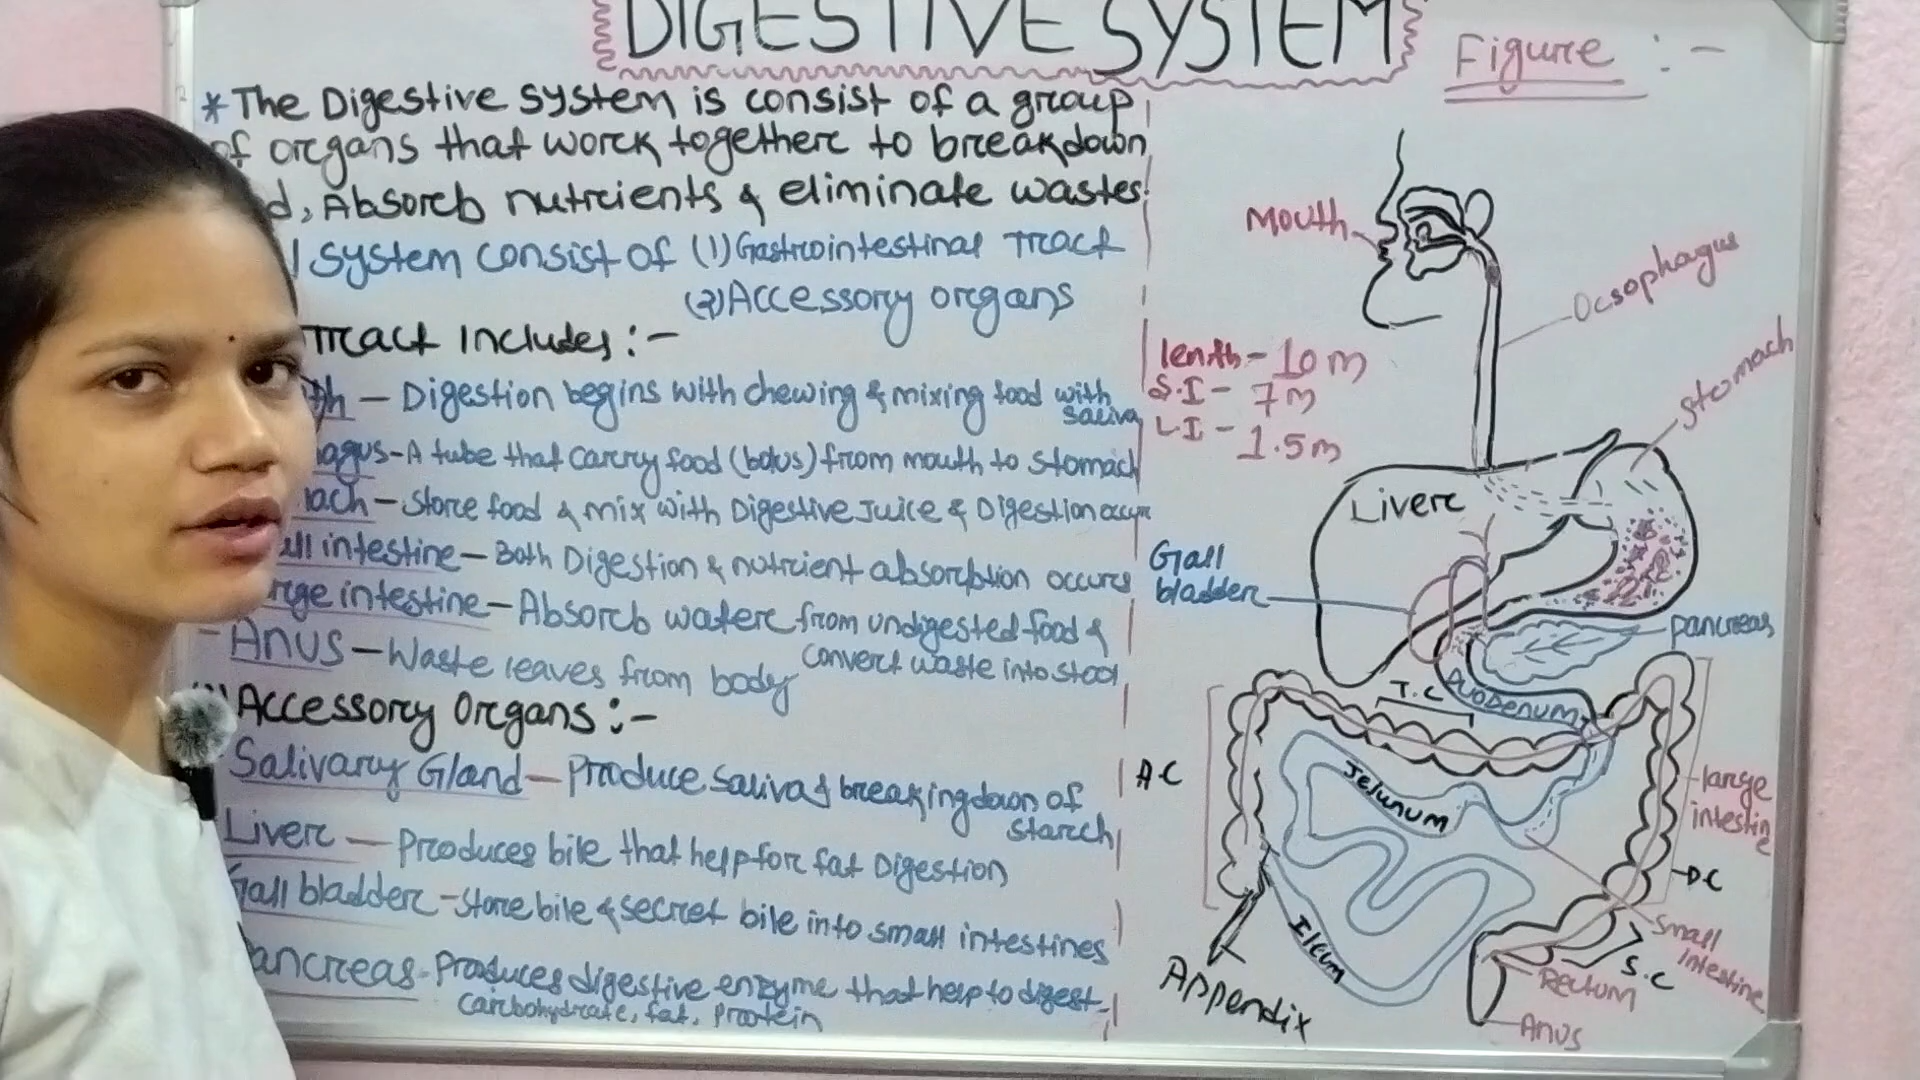 DIGESTIVE SYSTEM
*The Digestive system is consist of a group
of organs that work together to breakdown
d, Absorb nutrients & eliminate wastes.
system consist of (1) Gastrointestinal Tract
(2) Accessory organs
Tract Includes :-
th - Digestion begins with chewing & mixing food with
saliva
agus - A tube that carry food (bolus) from mouth to stomach
ach - store food & mix with Digestive Juice & Digestion occur
all intestine - Both Digestion & nutrient absorption occurs
rge intestine - Absorb water from undigested food &
convert waste into stool
- Anus - Waste leaves from body
Accessory Organs :-
Salivary Gland - Produce saliva & breaking down of
starch
Liver - Produces bile that help for fat Digestion
Gall bladder - store bile & secret bile into small intestines
Pancreas - Produces digestive enzyme that help to digest
carbohydrate, fat, protein
Figure :-
Mouth
Oesophagus
lenth - 10 m
S.I - 7 m
L.I - 1.5 m
stomach
Liver
Gall
bladder
pancreas
T.C
Duodenum
A.C
Jejunum
large
intestine
D.C
small
intestine
S.C
Ileum
Rectum
Appendix
Anus